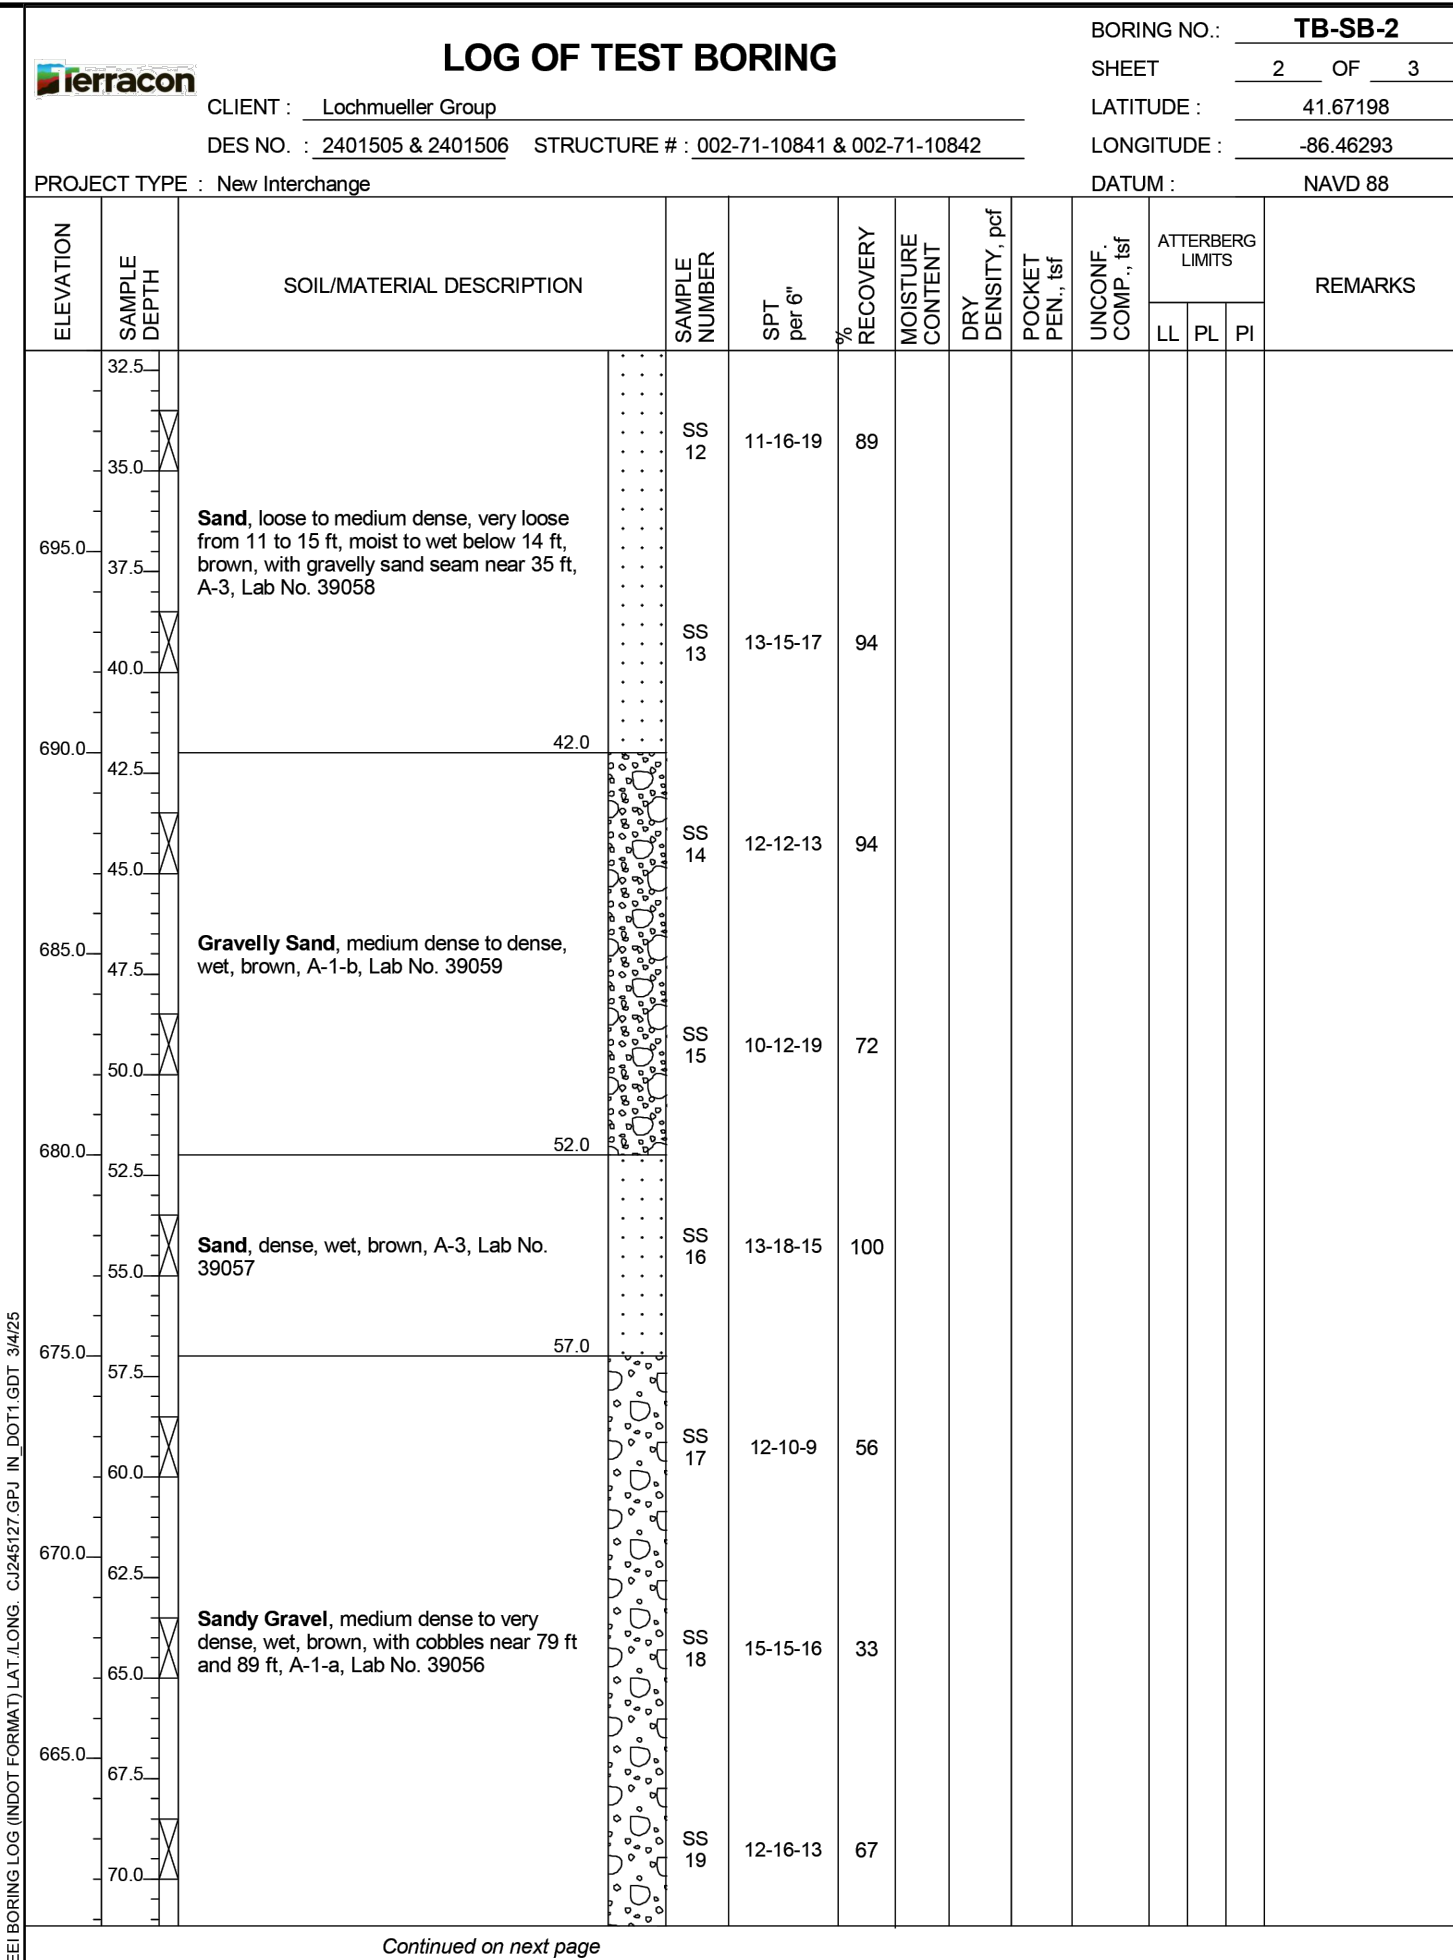 Terracon
LOG OF TEST BORING
BORING NO.: TB-SB-2
SHEET 2 OF 3
CLIENT : Lochmueller Group
LATITUDE : 41.67198
DES NO. : 2401505 & 2401506 STRUCTURE # : 002-71-10841 & 002-71-10842
LONGITUDE : -86.46293
PROJECT TYPE : New Interchange
DATUM : NAVD 88
ELEVATION
SAMPLE
DEPTH
SOIL/MATERIAL DESCRIPTION
SAMPLE
NUMBER
SPT
per 6"
%
RECOVERY
MOISTURE
CONTENT
DRY
DENSITY, pcf
POCKET
PEN., tsf
UNCONF.
COMP., tsf
ATTERBERG
LIMITS
LL PL PI
REMARKS
32.5
SS
12
11-16-19 89
35.0
Sand, loose to medium dense, very loose
from 11 to 15 ft, moist to wet below 14 ft,
brown, with gravelly sand seam near 35 ft,
A-3, Lab No. 39058
695.0
37.5
SS
13
13-15-17 94
40.0
42.0
690.0
42.5
SS
14
12-12-13 94
45.0
Gravelly Sand, medium dense to dense,
wet, brown, A-1-b, Lab No. 39059
685.0
47.5
SS
15
10-12-19 72
50.0
52.0
680.0
52.5
SS
16
13-18-15 100
Sand, dense, wet, brown, A-3, Lab No.
39057
55.0
57.0
675.0
57.5
SS
17
12-10-9 56
60.0
670.0
62.5
Sandy Gravel, medium dense to very
dense, wet, brown, with cobbles near 79 ft
and 89 ft, A-1-a, Lab No. 39056
SS
18
15-15-16 33
65.0
665.0
67.5
SS
19
12-16-13 67
70.0
Continued on next page
EEI BORING LOG (INDOT FORMAT) LAT./LONG. CJ245127.GPJ IN_DOT1.GDT 3/4/25